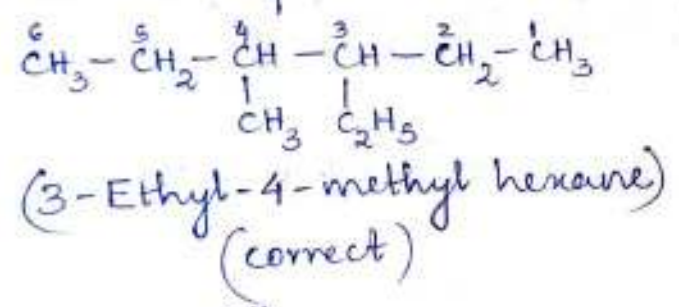 6 5 4 3 2 1
CH₃ - CH₂ - CH - CH - CH₂ - CH₃
CH₃ C₂H₅
(3-Ethyl-4-methyl hexane)
(correct)